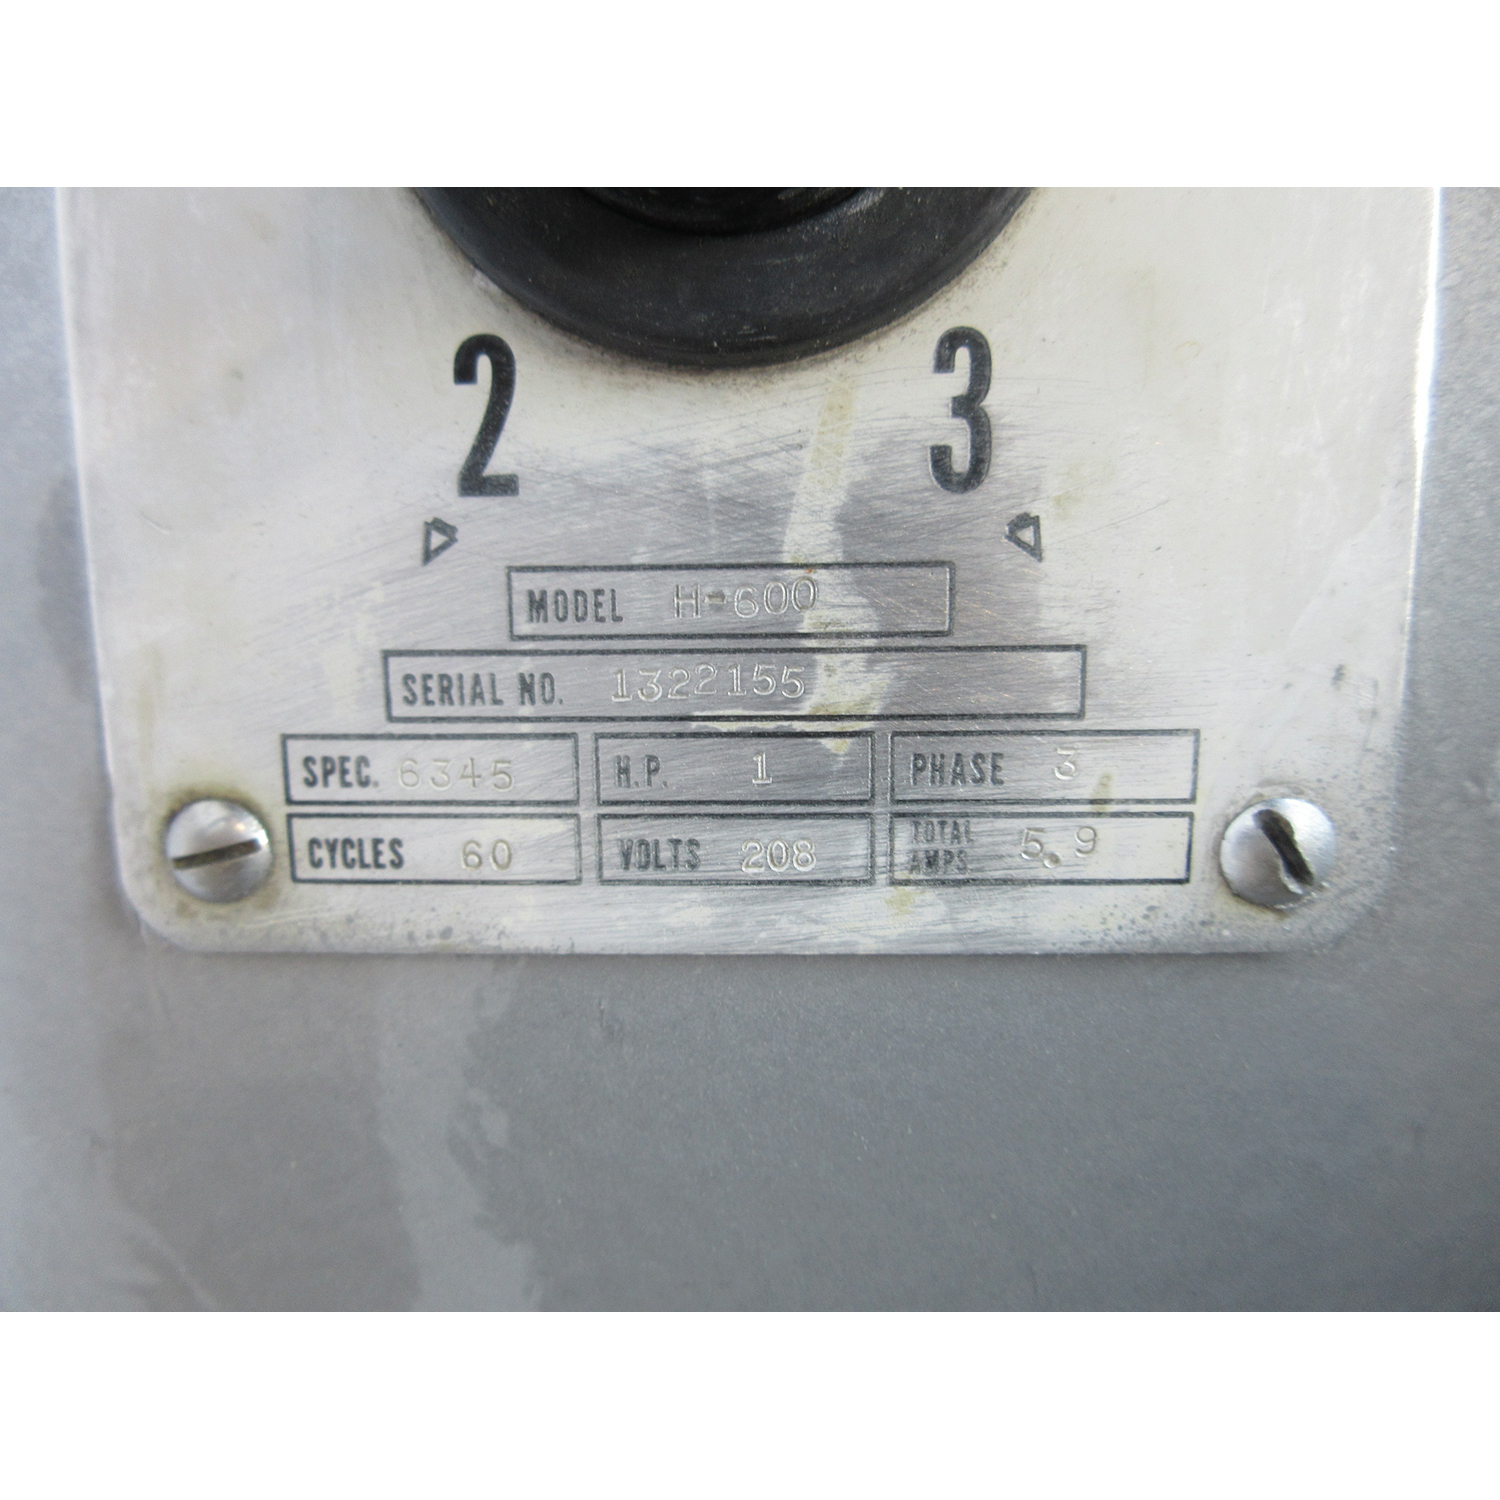 2 3
MODEL H-600
SERIAL NO. 1322155
SPEC. 6345 H.P. 1 PHASE 3
CYCLES 60 VOLTS 208 TOTAL AMPS. 5.9